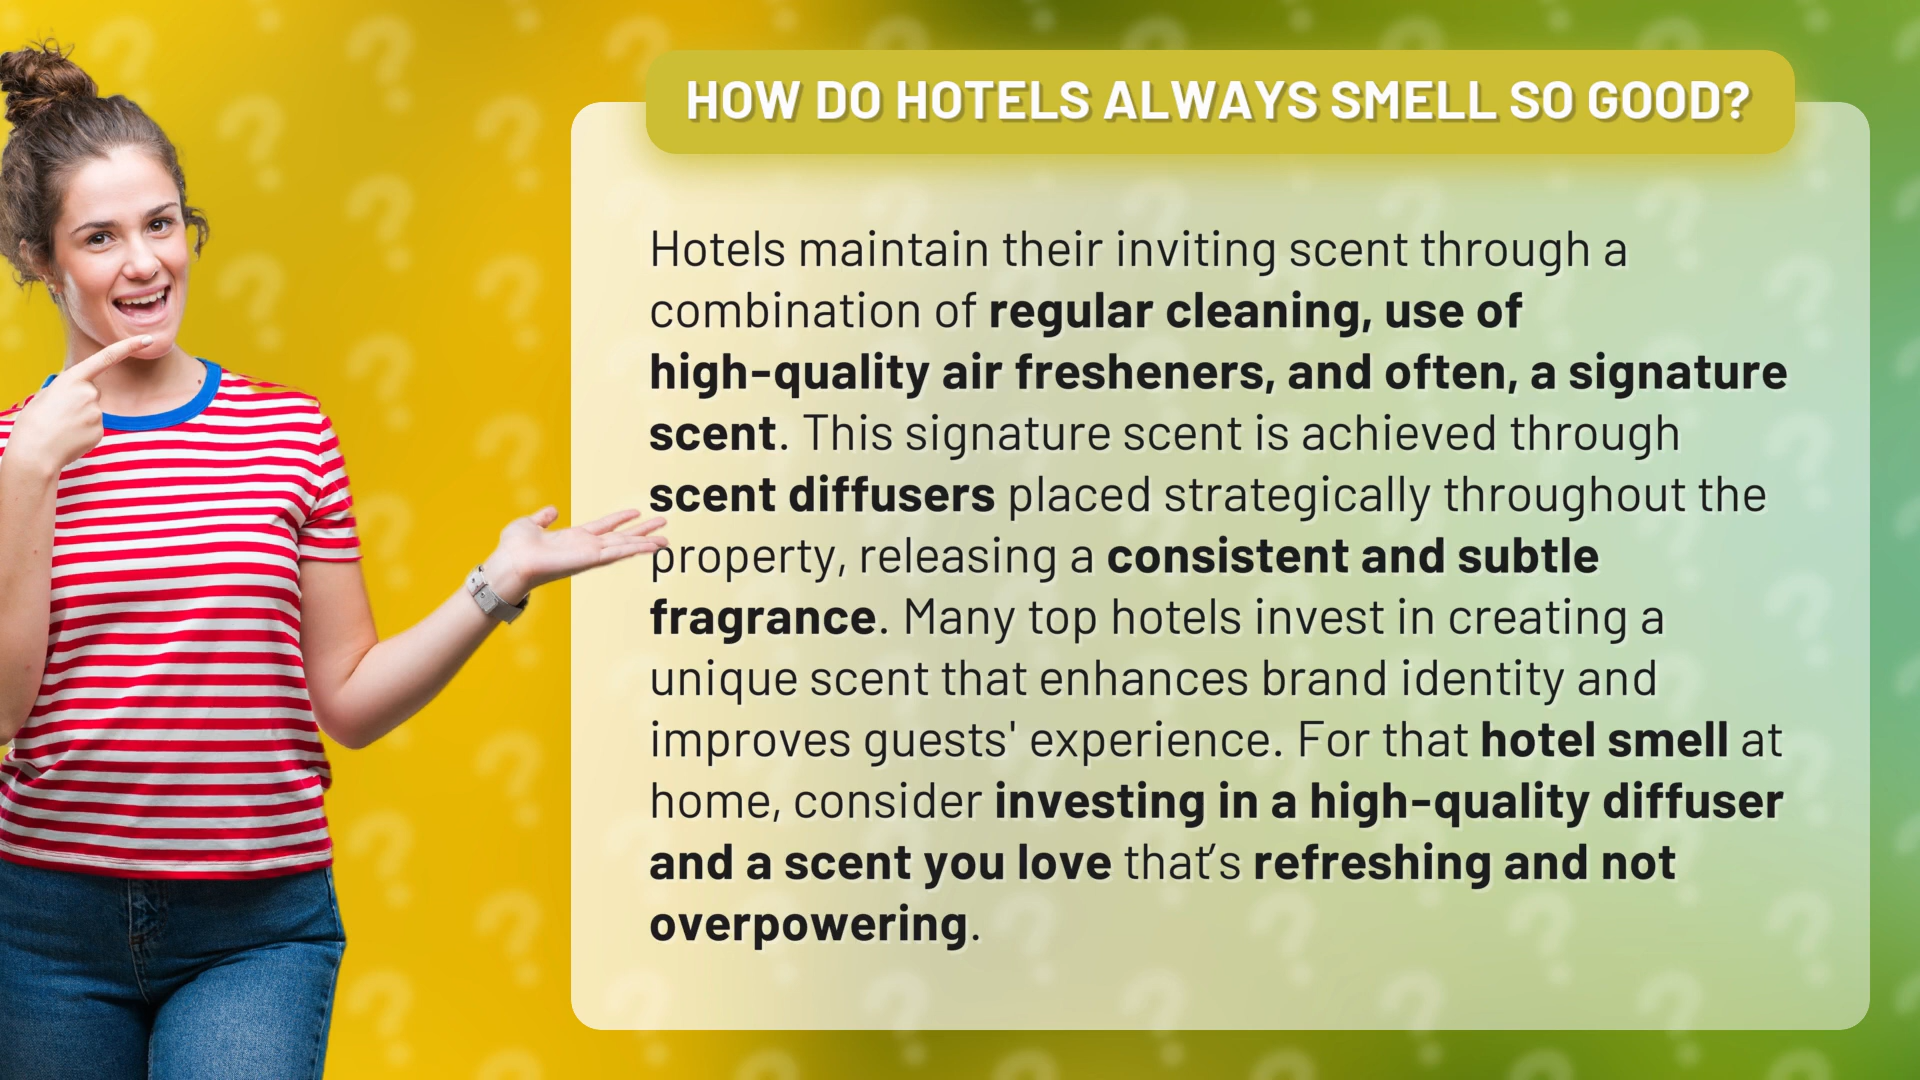 HOW DO HOTELS ALWAYS SMELL SO GOOD?
Hotels maintain their inviting scent through a
combination of regular cleaning, use of
high-quality air fresheners, and often, a signature
scent. This signature scent is achieved through
scent diffusers placed strategically throughout the
property, releasing a consistent and subtle
fragrance. Many top hotels invest in creating a
unique scent that enhances brand identity and
improves guests' experience. For that hotel smell at
home, consider investing in a high-quality diffuser
and a scent you love that’s refreshing and not
overpowering.